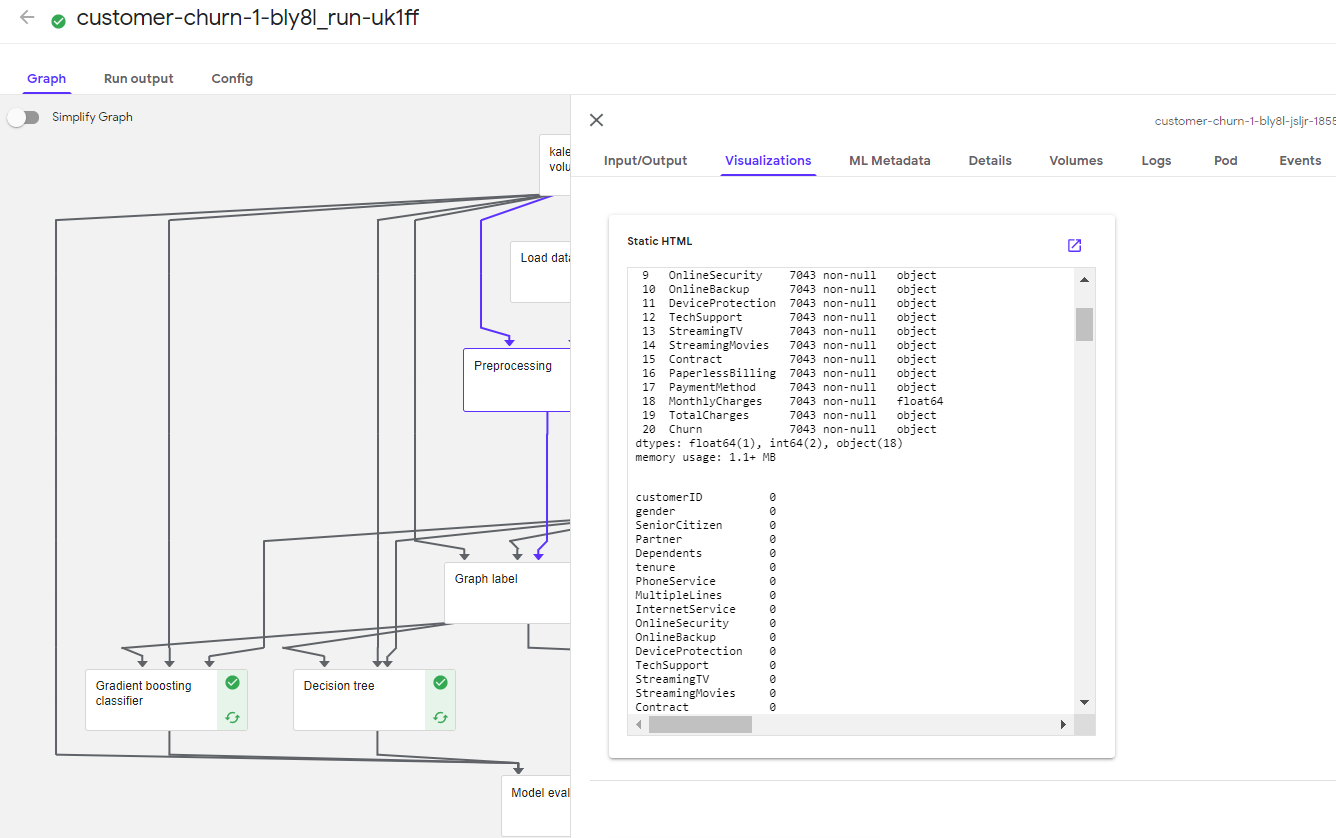 customer-churn-1-bly8l_run-uk1ff
Graph Run output Config
Simplify Graph
customer-churn-1-bly8l-jsljr-1855
Input/Output Visualizations ML Metadata Details Volumes Logs Pod Events
kale
volu
Load data
Preprocessing
Graph label
Gradient boosting
classifier
Decision tree
Model eval
Static HTML
9 OnlineSecurity 7043 non-null object
10 OnlineBackup 7043 non-null object
11 DeviceProtection 7043 non-null object
12 TechSupport 7043 non-null object
13 StreamingTV 7043 non-null object
14 StreamingMovies 7043 non-null object
15 Contract 7043 non-null object
16 PaperlessBilling 7043 non-null object
17 PaymentMethod 7043 non-null object
18 MonthlyCharges 7043 non-null float64
19 TotalCharges 7043 non-null object
20 Churn 7043 non-null object
dtypes: float64(1), int64(2), object(18)
memory usage: 1.1+ MB
customerID 0
gender 0
SeniorCitizen 0
Partner 0
Dependents 0
tenure 0
PhoneService 0
MultipleLines 0
InternetService 0
OnlineSecurity 0
OnlineBackup 0
DeviceProtection 0
TechSupport 0
StreamingTV 0
StreamingMovies 0
Contract 0